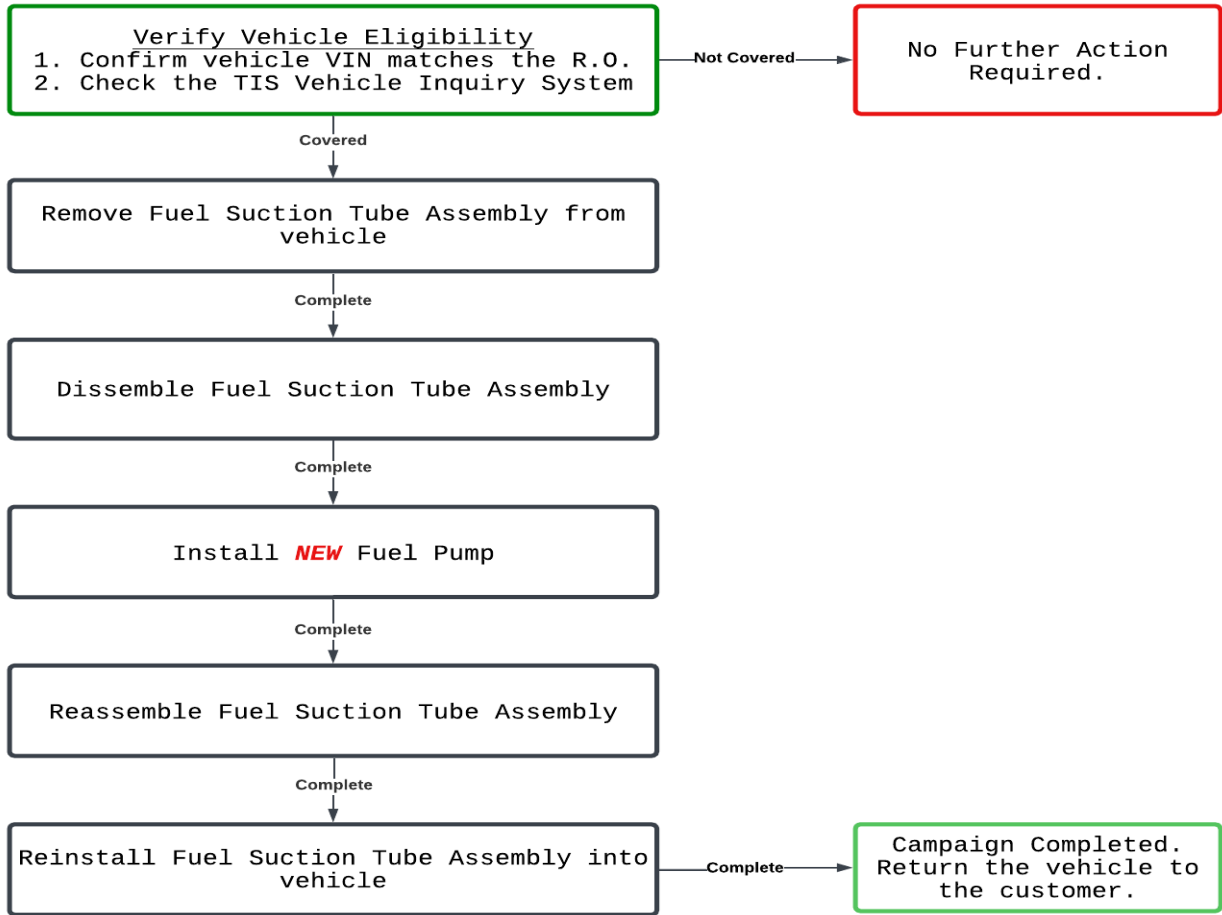 Verify Vehicle Eligibility
1. Confirm vehicle VIN matches the R.O.
2. Check the TIS Vehicle Inquiry System
Not Covered
No Further Action
Required.
Covered
Remove Fuel Suction Tube Assembly from
vehicle
Complete
Dissemble Fuel Suction Tube Assembly
Complete
Install NEW Fuel Pump
Complete
Reassemble Fuel Suction Tube Assembly
Complete
Reinstall Fuel Suction Tube Assembly into
vehicle
Complete
Campaign Completed.
Return the vehicle to
the customer.